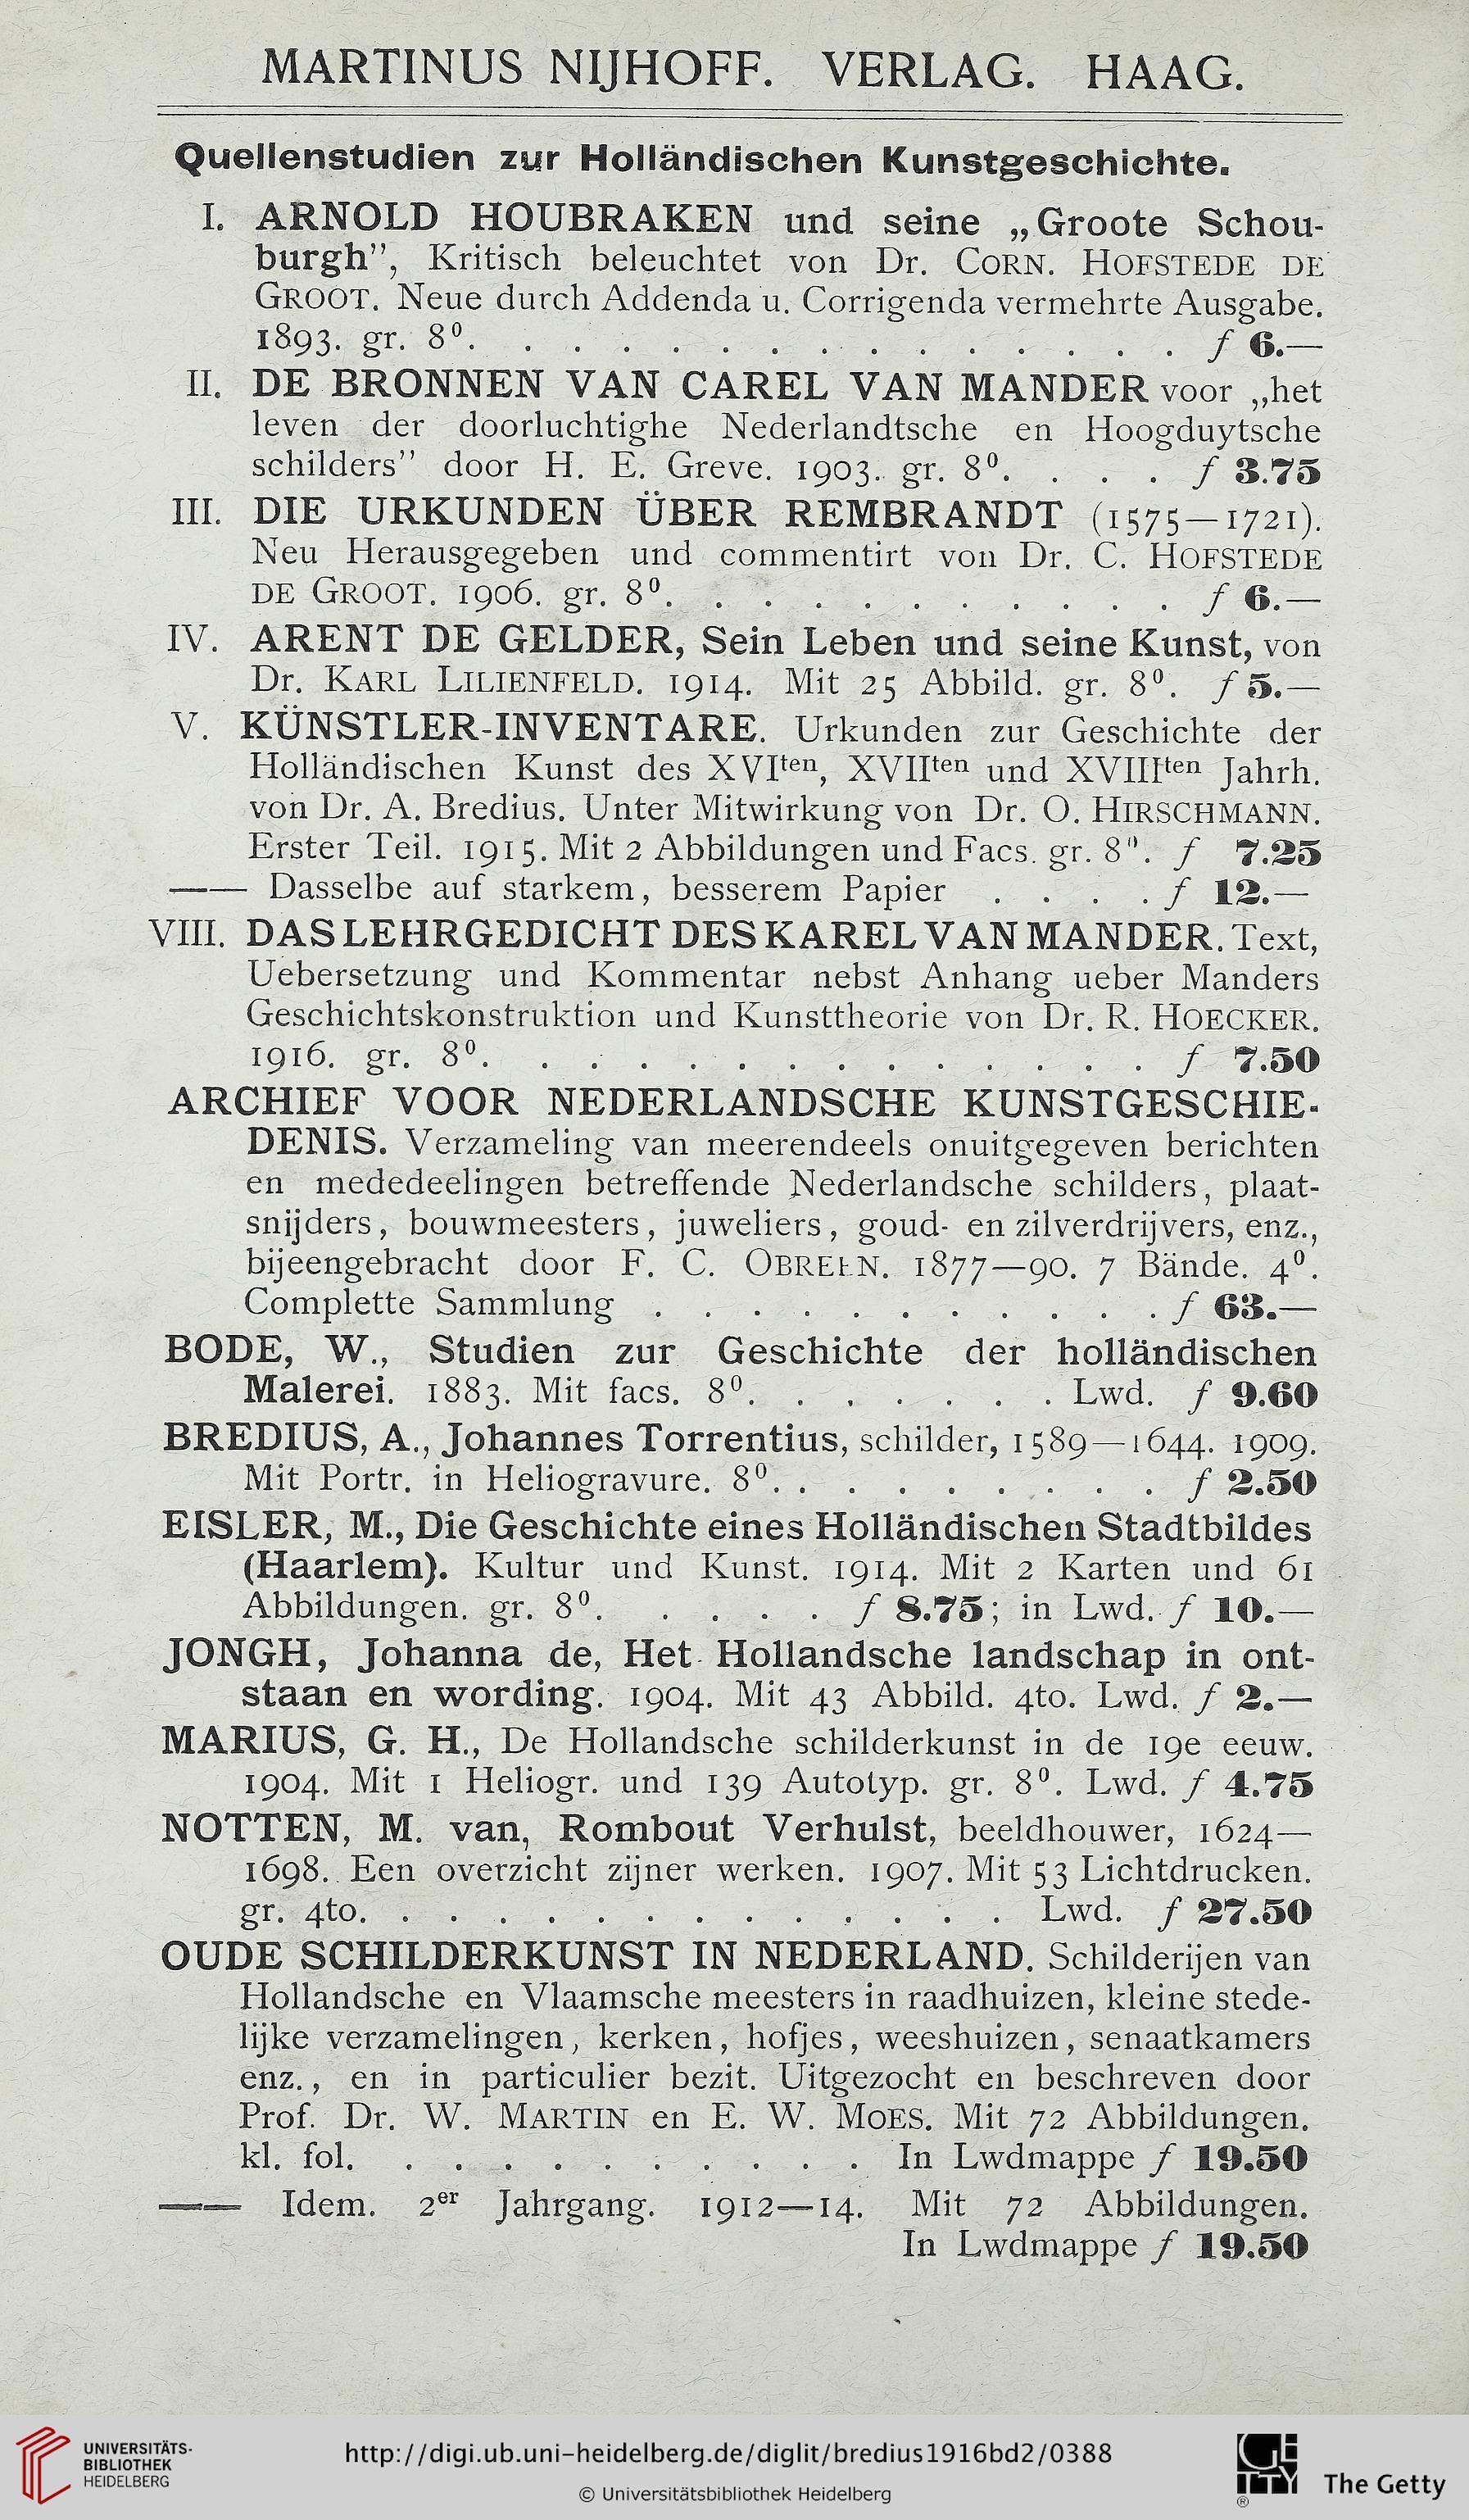 MARTINUS NIJHOFF. VERLAG. HAAG.
Quellenstudien zur Holländischen Kunstgeschichte.
I. ARNOLD HOUBRAKEN und seine „Groote Schou-
burgh”, Kritisch beleuchtet von Dr. CORN. HOFSTEDE DE
GROOT. Neue durch Addenda u. Corrigenda vermehrte Ausgabe.
1893. gr. 8⁰. . . . . . . . . . . . . . . . f 6.—
II. DE BRONNEN VAN CAREL VAN MANDER voor „het
leven der doorluchtighe Nederlandtsche en Hoogduytsche
schilders” door H. E. Greve. 1903. gr. 8⁰. . . . f 3.75
III. DIE URKUNDEN ÜBER REMBRANDT (1575—1721).
Neu Herausgegeben und commentirt von Dr. C. HOFSTEDE
DE GROOT. 1906. gr. 8⁰. . . . . . . . . . . f 6.—
IV. ARENT DE GELDER, Sein Leben und seine Kunst, von
Dr. KARL LILIENFELD. 1914. Mit 25 Abbild. gr. 8⁰. f 5.—
V. KÜNSTLER-INVENTARE. Urkunden zur Geschichte der
Holländischen Kunst des XVIten, XVIIten und XVIIIten Jahrh.
von Dr. A. Bredius. Unter Mitwirkung von Dr. O. HIRSCHMANN.
Erster Teil. 1915. Mit 2 Abbildungen und Facs. gr. 8⁰. f 7.25
—— Dasselbe auf starkem, besserem Papier . . . . f 12.—
VIII. DAS LEHRGEDICHT DES KAREL VAN MANDER. Text,
Uebersetzung und Kommentar nebst Anhang ueber Manders
Geschichtskonstruktion und Kunsttheorie von Dr. R. HOECKER.
1916. gr. 8⁰. . . . . . . . . . . . . . f 7.50
ARCHIEF VOOR NEDERLANDSCHE KUNSTGESCHIE-
DENIS. Verzameling van meerendeels onuitgegeven berichten
en mededeelingen betreffende Nederlandsche schilders, plaat-
snijders, bouwmeesters, juweliers, goud- en zilverdrijvers, enz.,
bijeengebracht door F. C. OBREEN. 1877—90. 7 Bände. 4⁰.
Complette Sammlung . . . . . . . . . . . f 63.—
BODE, W., Studien zur Geschichte der holländischen
Malerei. 1883. Mit facs. 8⁰. . . . . . . Lwd. f 9.60
BREDIUS, A., Johannes Torrentius, schilder, 1589—1644. 1909.
Mit Portr. in Heliogravure. 8⁰. . . . . . . . . f 2.50
EISLER, M., Die Geschichte eines Holländischen Stadtbildes
(Haarlem). Kultur und Kunst. 1914. Mit 2 Karten und 61
Abbildungen. gr. 8⁰. . . . . f 8.75; in Lwd. f 10.—
JONGH, Johanna de, Het Hollandsche landschap in ont-
staan en wording. 1904. Mit 43 Abbild. 4to. Lwd. f 2.—
MARIUS, G. H., De Hollandsche schilderkunst in de 19e eeuw.
1904. Mit 1 Heliogr. und 139 Autotyp. gr. 8⁰. Lwd. f 4.75
NOTTEN, M. van, Rombout Verhulst, beeldhouwer, 1624—
1698. Een overzicht zijner werken. 1907. Mit 53 Lichtdrucken.
gr. 4to. . . . . . . . . . . . . . Lwd. f 27.50
OUDE SCHILDERKUNST IN NEDERLAND. Schilderijen van
Hollandsche en Vlaamsche meesters in raadhuizen, kleine stede-
lijke verzamelingen, kerken, hofjes, weeshuizen, senaatkamers
enz., en in particulier bezit. Uitgezocht en beschreven door
Prof. Dr. W. MARTIN en E. W. MOES. Mit 72 Abbildungen.
kl. fol. . . . . . . . . . . In Lwdmappe f 19.50
—— Idem. 2er Jahrgang. 1912—14. Mit 72 Abbildungen.
In Lwdmappe f 19.50
UNIVERSITÄTS-
BIBLIOTHEK
HEIDELBERG
http://digi.ub.uni-heidelberg.de/diglit/bredius1916bd2/0388
© Universitätsbibliothek Heidelberg
GETTY
®
The Getty